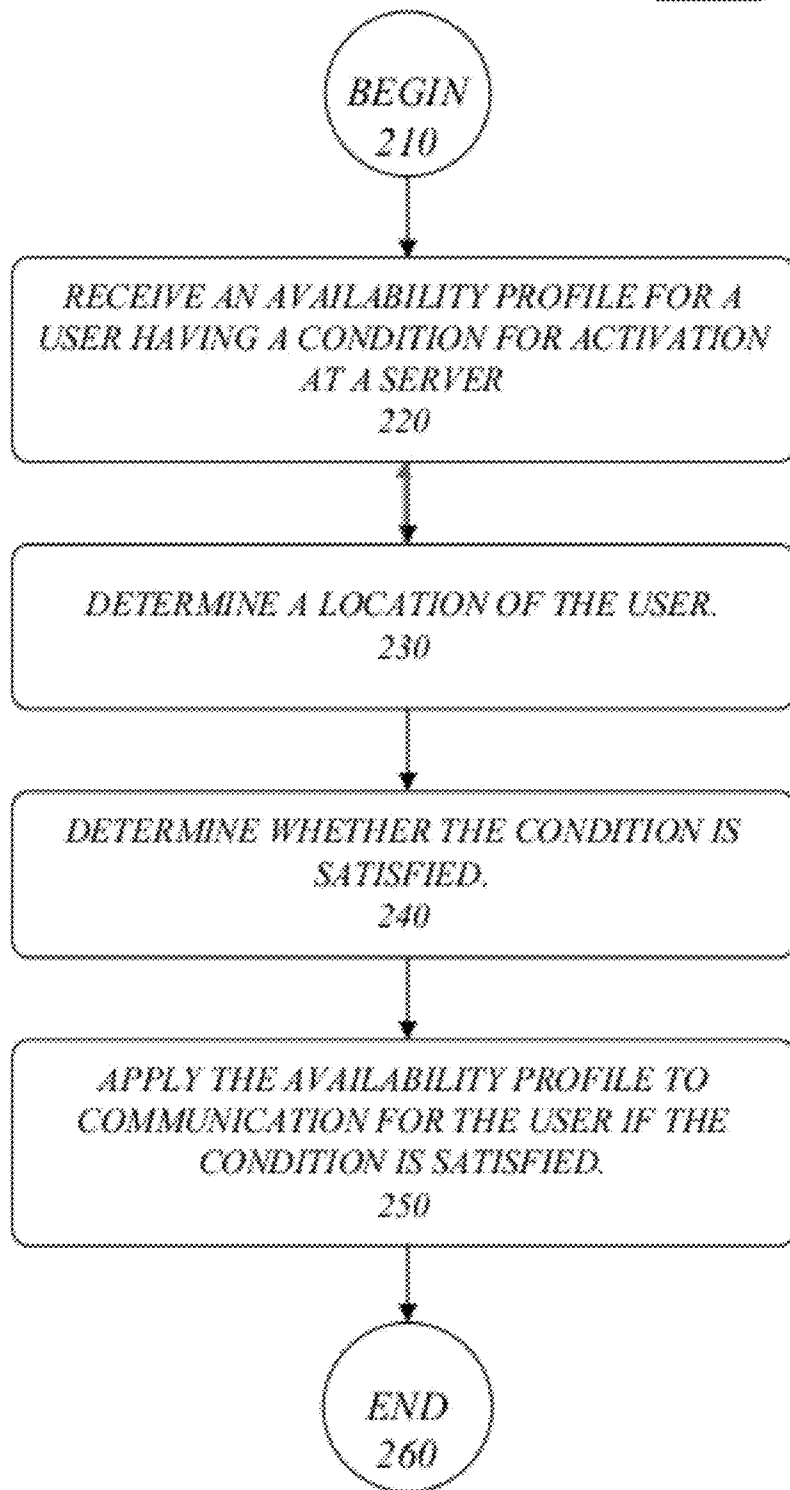 BEGIN
210
RECEIVE AN AVAILABILITY PROFILE FOR A
USER HAVING A CONDITION FOR ACTIVATION
AT A SERVER
220
DETERMINE A LOCATION OF THE USER.
230
DETERMINE WHETHER THE CONDITION IS
SATISFIED.
240
APPLY THE AVAILABILITY PROFILE TO
COMMUNICATION FOR THE USER IF THE
CONDITION IS SATISFIED.
250
END
260